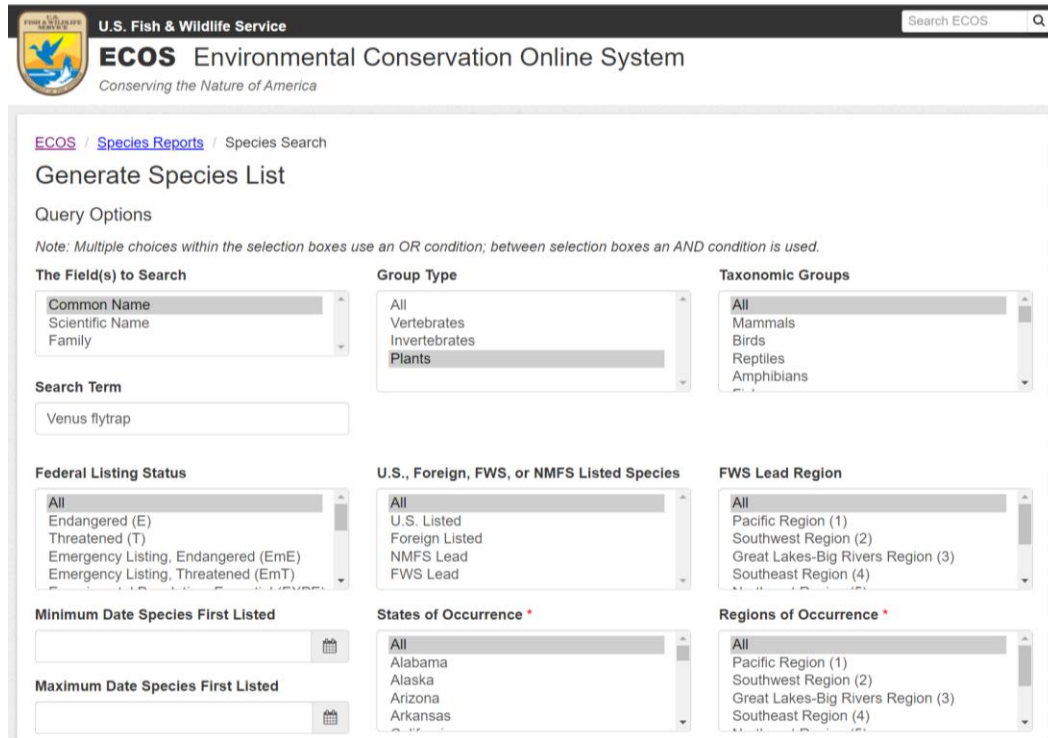 U.S.
FISH & WILDLIFE
SERVICE
U.S. Fish & Wildlife Service
Search ECOS
ECOS Environmental Conservation Online System
Conserving the Nature of America
ECOS / Species Reports / Species Search
Generate Species List
Query Options
Note: Multiple choices within the selection boxes use an OR condition; between selection boxes an AND condition is used.
The Field(s) to Search
Common Name
Scientific Name
Family
Search Term
Venus flytrap
Group Type
All
Vertebrates
Invertebrates
Plants
Taxonomic Groups
All
Mammals
Birds
Reptiles
Amphibians
Federal Listing Status
All
Endangered (E)
Threatened (T)
Emergency Listing, Endangered (EmE)
Emergency Listing, Threatened (EmT)
U.S., Foreign, FWS, or NMFS Listed Species
All
U.S. Listed
Foreign Listed
NMFS Lead
FWS Lead
FWS Lead Region
All
Pacific Region (1)
Southwest Region (2)
Great Lakes-Big Rivers Region (3)
Southeast Region (4)
Minimum Date Species First Listed
Maximum Date Species First Listed
States of Occurrence *
All
Alabama
Alaska
Arizona
Arkansas
Regions of Occurrence *
All
Pacific Region (1)
Southwest Region (2)
Great Lakes-Big Rivers Region (3)
Southeast Region (4)